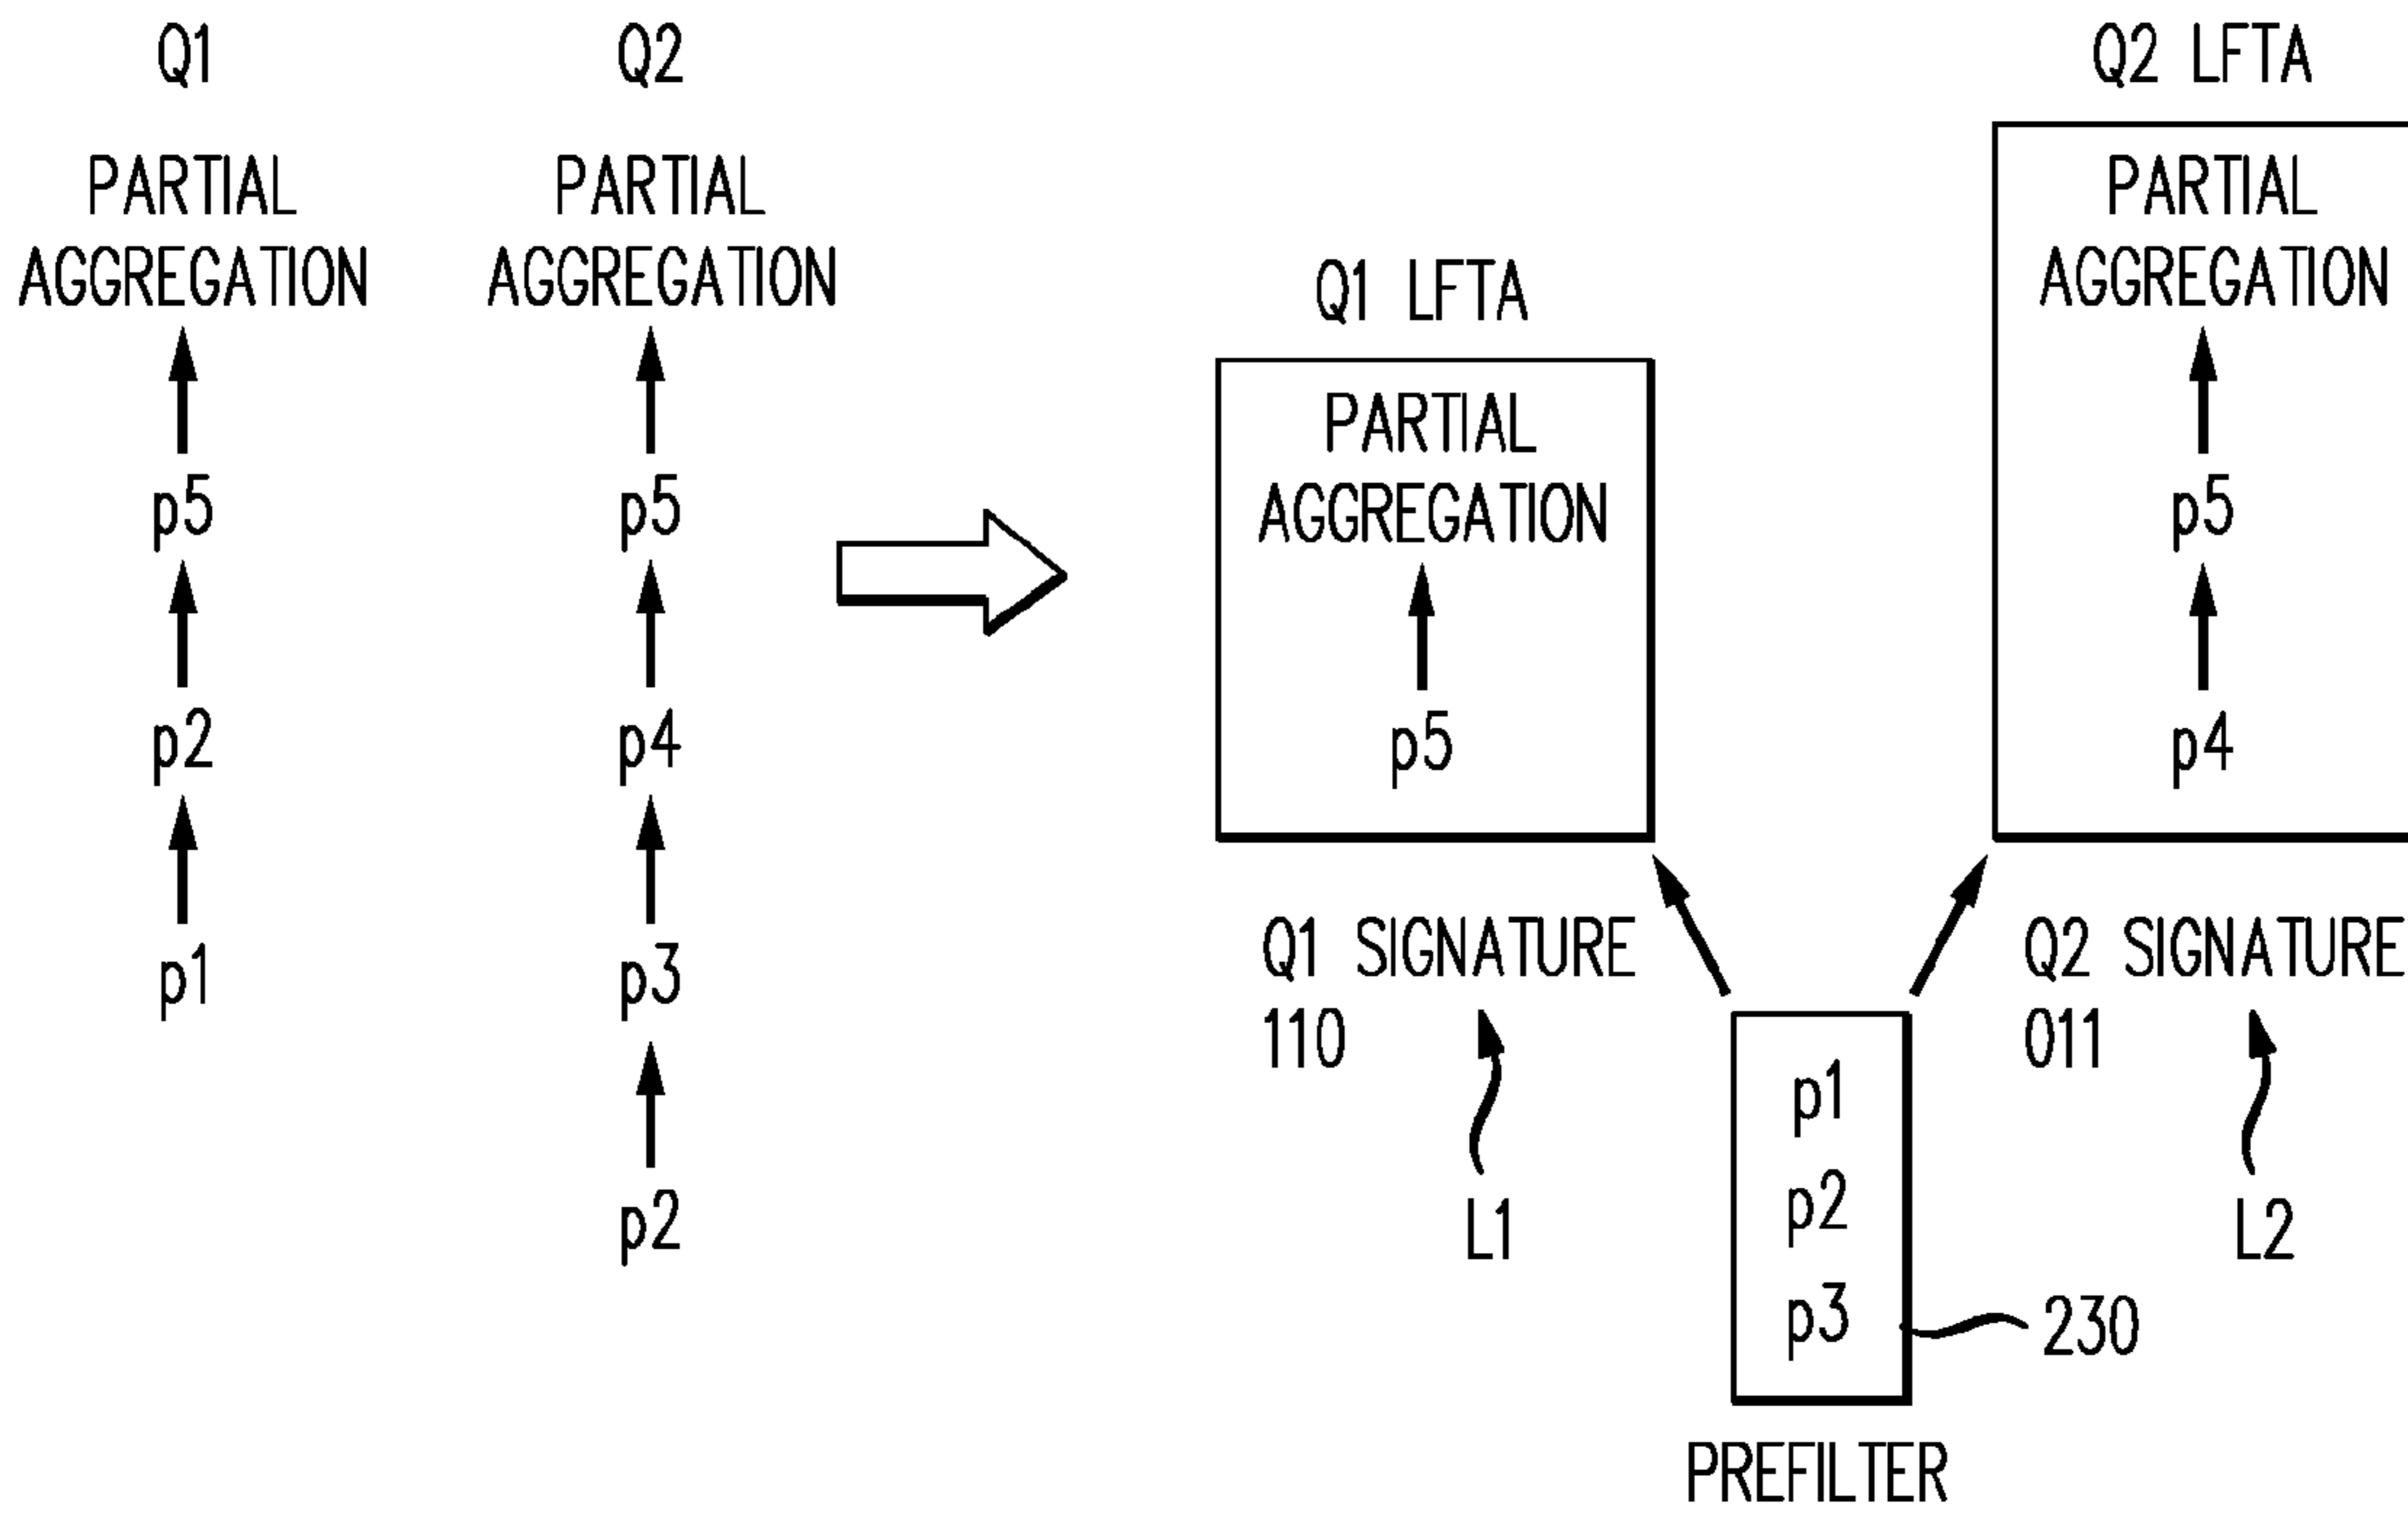 Q1
PARTIAL
AGGREGATION
p5
p2
p1
Q2
PARTIAL
AGGREGATION
p5
p4
p3
p2
Q1 LFTA
PARTIAL
AGGREGATION
p5
Q1 SIGNATURE
110
L1
Q2 LFTA
PARTIAL
AGGREGATION
p5
p4
Q2 SIGNATURE
011
L2
p1
p2
p3
230
PREFILTER